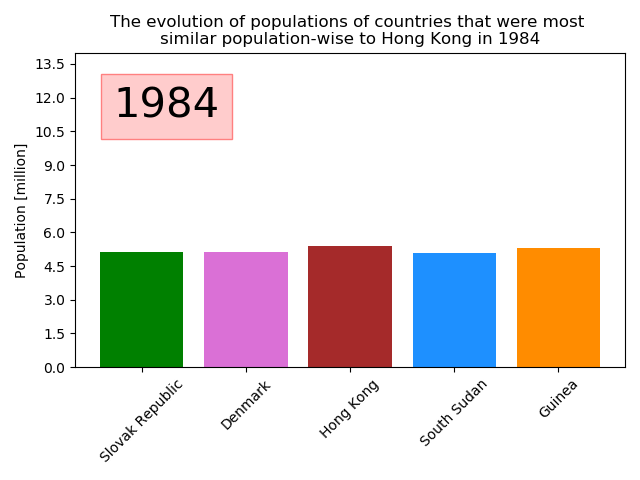 The evolution of populations of countries that were most
similar population-wise to Hong Kong in 1984
1984
Population [million]
13.5
12.0
10.5
9.0
7.5
6.0
4.5
3.0
1.5
0.0
Slovak Republic
Denmark
Hong Kong
South Sudan
Guinea